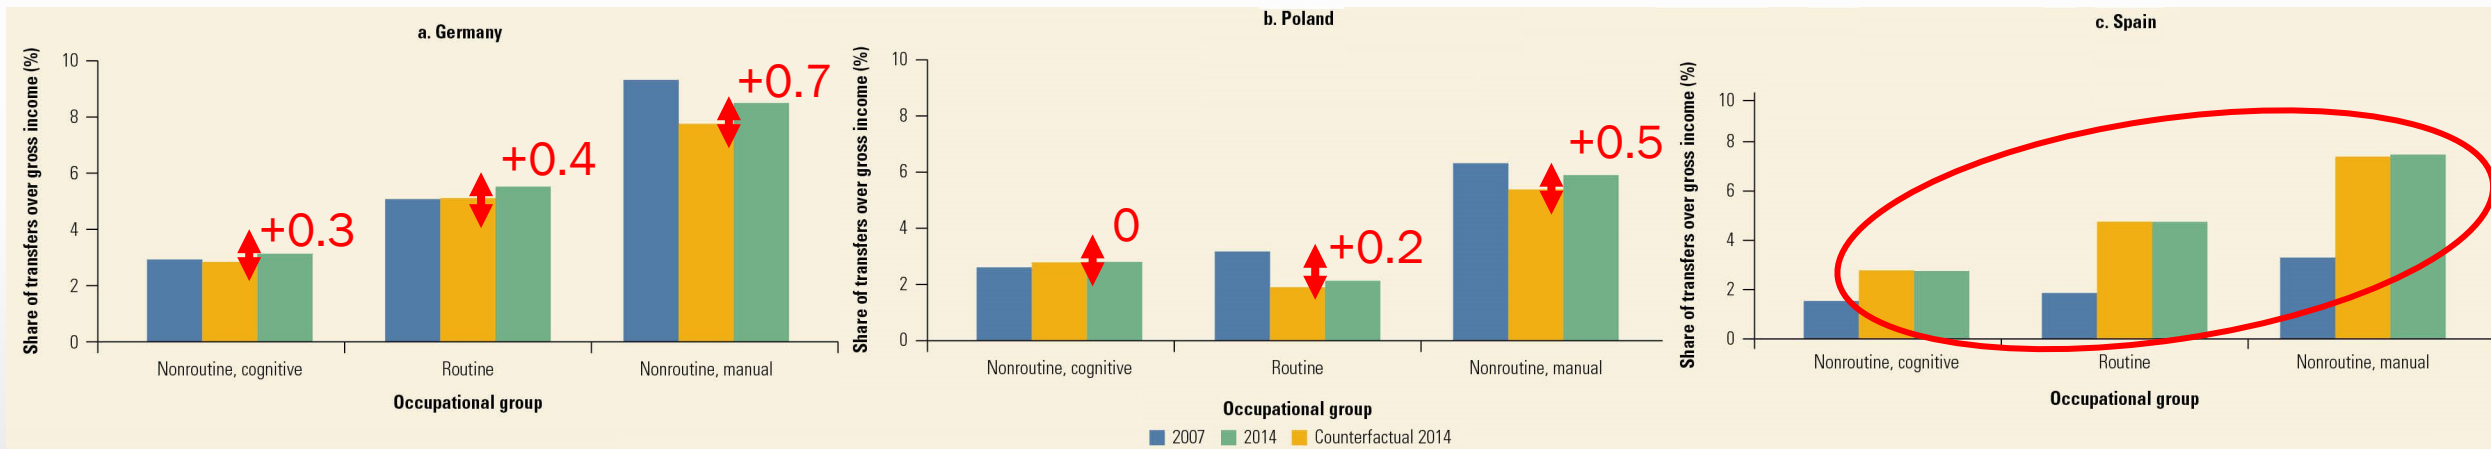 a. Germany
Share of transfers over gross income (%)
10
8
6
4
2
0
+0.3
+0.4
+0.7
Nonroutine, cognitive
Routine
Nonroutine, manual
Occupational group
b. Poland
Share of transfers over gross income (%)
10
8
6
4
2
0
0
+0.2
+0.5
Nonroutine, cognitive
Routine
Nonroutine, manual
Occupational group
c. Spain
Share of transfers over gross income (%)
10
8
6
4
2
0
Nonroutine, cognitive
Routine
Nonroutine, manual
Occupational group
2007 2014 Counterfactual 2014